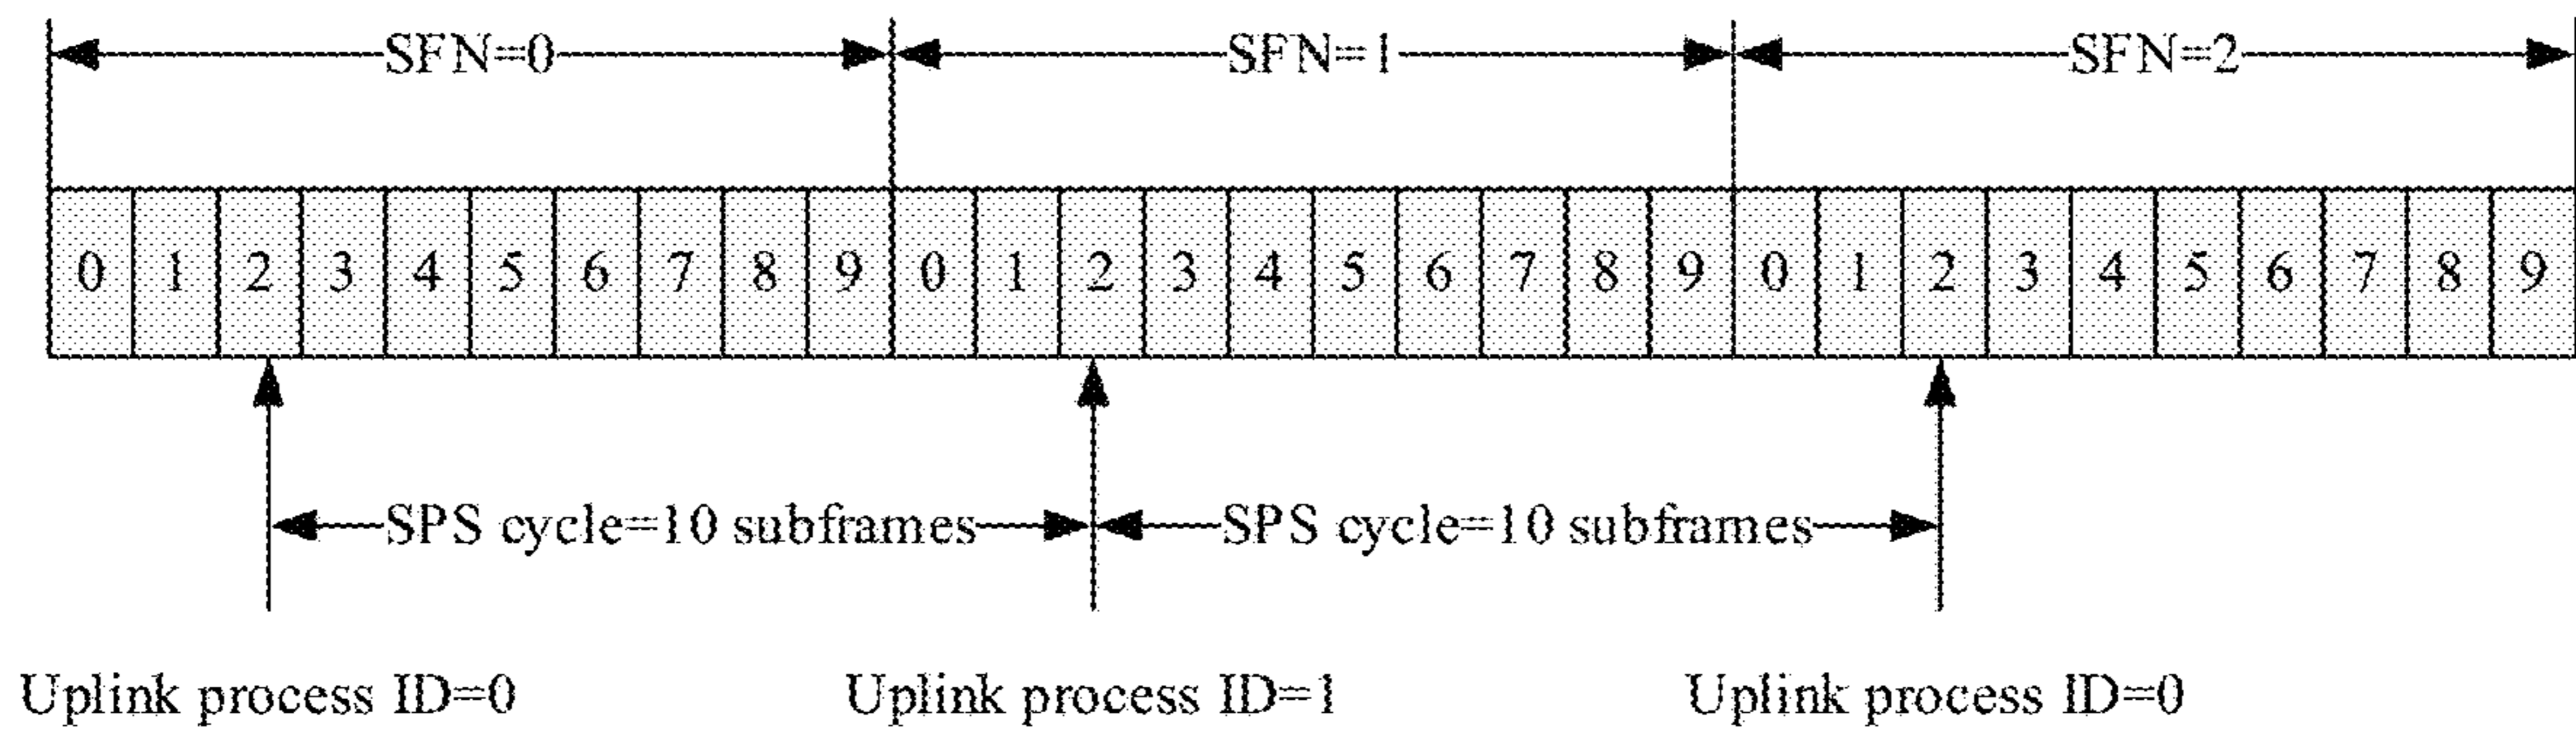 SFN=0 SFN=1 SFN=2
0 1 2 3 4 5 6 7 8 9 0 1 2 3 4 5 6 7 8 9 0 1 2 3 4 5 6 7 8 9
SPS cycle=10 subframes SPS cycle=10 subframes
Uplink process ID=0 Uplink process ID=1 Uplink process ID=0